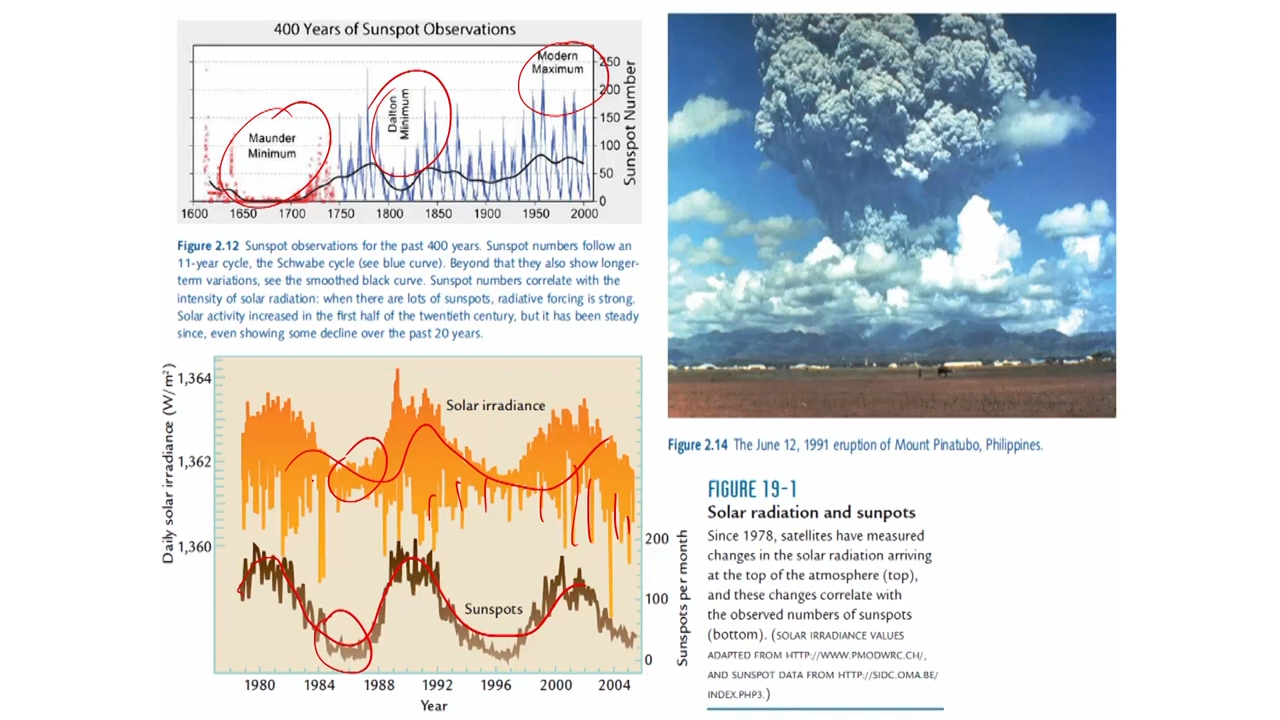 400 Years of Sunspot Observations
Modern
Maximum
Dalton
Minimum
Maunder
Minimum
250
200
150
100
50
0
Sunspot Number
1600 1650 1700 1750 1800 1850 1900 1950 2000
Figure 2.12 Sunspot observations for the past 400 years. Sunspot numbers follow an
11-year cycle, the Schwabe cycle (see blue curve). Beyond that they also show longer-
term variations, see the smoothed black curve. Sunspot numbers correlate with the
intensity of solar radiation: when there are lots of sunspots, radiative forcing is strong.
Solar activity increased in the first half of the twentieth century, but it has been steady
since, even showing some decline over the past 20 years.
Daily solar irradiance (W/m²)
1,364
1,362
1,360
Solar irradiance
Sunspots
200
100
0
Sunspots per month
1980 1984 1988 1992 1996 2000 2004
Year
Figure 2.14 The June 12, 1991 eruption of Mount Pinatubo, Philippines.
FIGURE 19-1
Solar radiation and sunpots
Since 1978, satellites have measured
changes in the solar radiation arriving
at the top of the atmosphere (top),
and these changes correlate with
the observed numbers of sunspots
(bottom). (SOLAR IRRADIANCE VALUES
ADAPTED FROM HTTP://WWW.PMODWRC.CH/,
AND SUNSPOT DATA FROM HTTP://SIDC.OMA.BE/
INDEX.PHP3.)